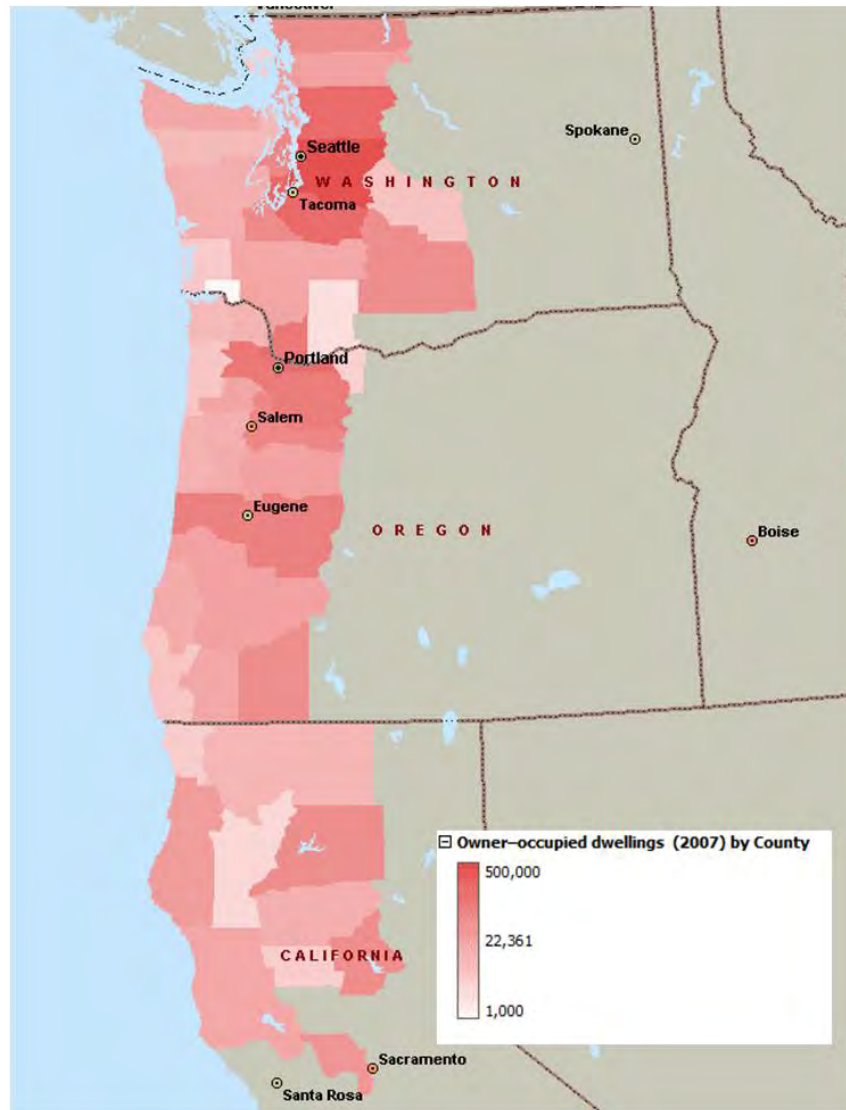 Vancouver
Seattle
Spokane
WASHINGTON
Tacoma
Portland
Salem
Eugene
OREGON
Boise
Owner–occupied dwellings (2007) by County
500,000
22,361
1,000
CALIFORNIA
Sacramento
Santa Rosa